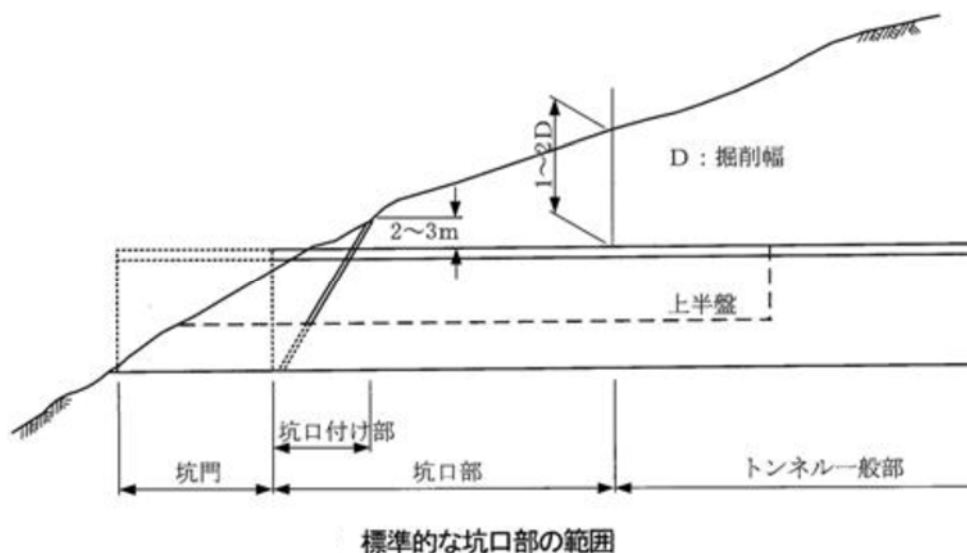 1～2D
D：掘削幅
2～3m
上半盤
坑口付け部
坑門
坑口部
トンネル一般部
標準的な坑口部の範囲